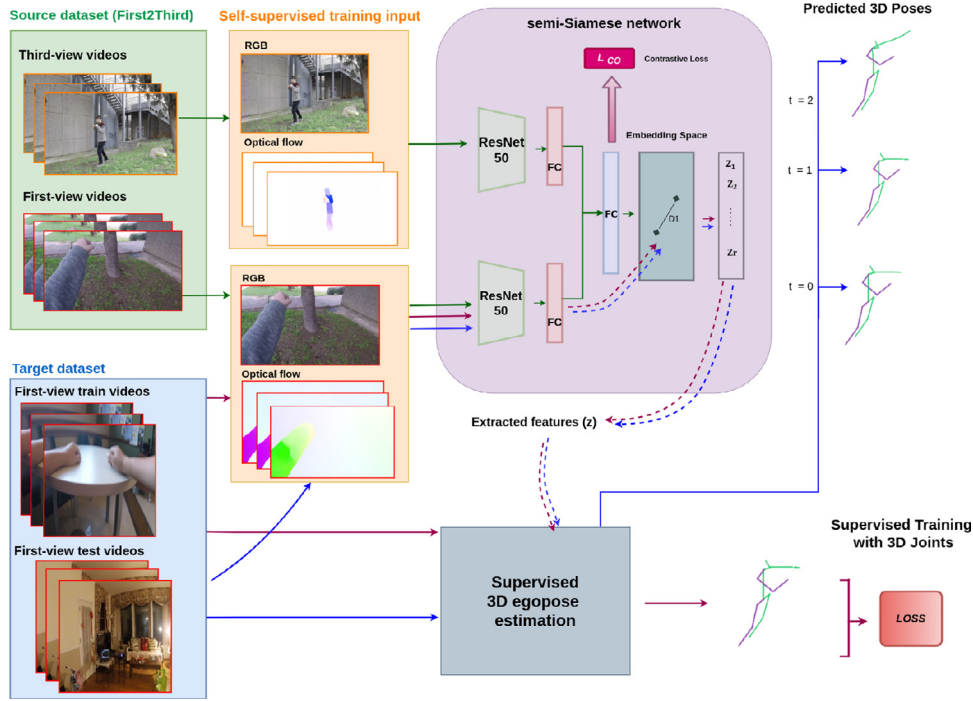 Source dataset (First2Third)
Third-view videos
First-view videos
Self-supervised training input
RGB
Optical flow
RGB
Optical flow
semi-Siamese network
L CO
Contrastive Loss
ResNet
50
FC
FC
Embedding Space
D1
Z1
Z2
Zr
ResNet
50
FC
Predicted 3D Poses
t = 2
t = 1
t = 0
Target dataset
First-view train videos
First-view test videos
Extracted features (z)
Supervised
3D egopose
estimation
Supervised Training
with 3D Joints
LOSS